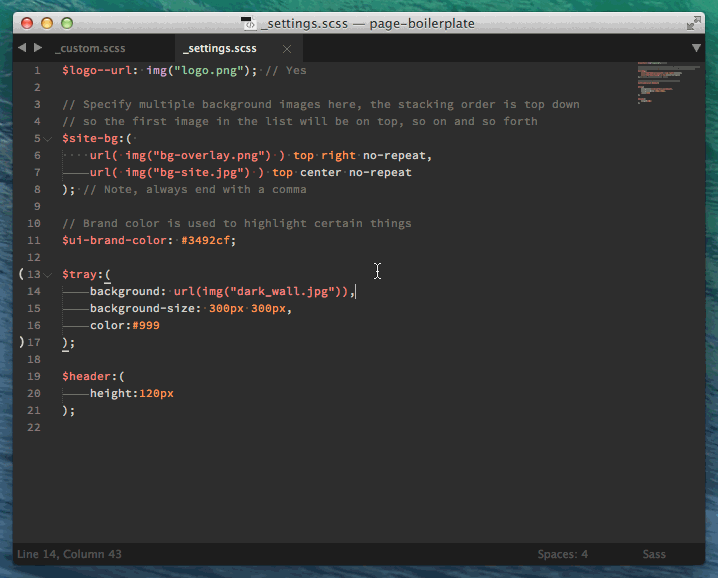 _settings.scss — page-boilerplate
_custom.scss
_settings.scss
1 $logo--url: img("logo.png"); // Yes
2
3 // Specify multiple background images here, the stacking order is top down
4 // so the first image in the list will be on top, so on and so forth
5 $site-bg:(
6 url( img("bg-overlay.png") ) top right no-repeat,
7 url( img("bg-site.jpg") ) top center no-repeat
8 ); // Note, always end with a comma
9
10 // Brand color is used to highlight certain things
11 $ui-brand-color: #3492cf;
12
13 $tray:(
14 background: url(img("dark_wall.jpg")),
15 background-size: 300px 300px,
16 color:#999
17 );
18
19 $header:(
20 height:120px
21 );
22
Line 14, Column 43
Spaces: 4
Sass